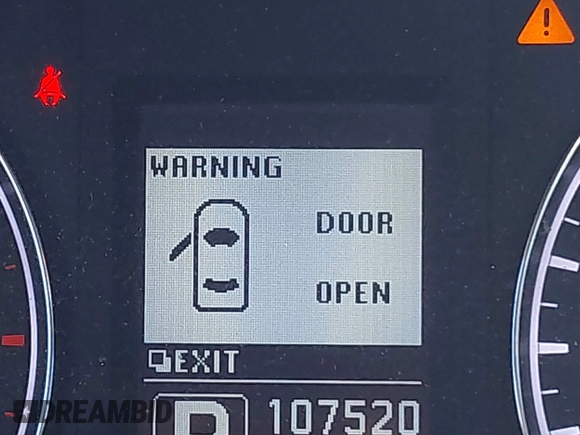 WARNING
DOOR
OPEN
EXIT
P 107520
DREAMBID